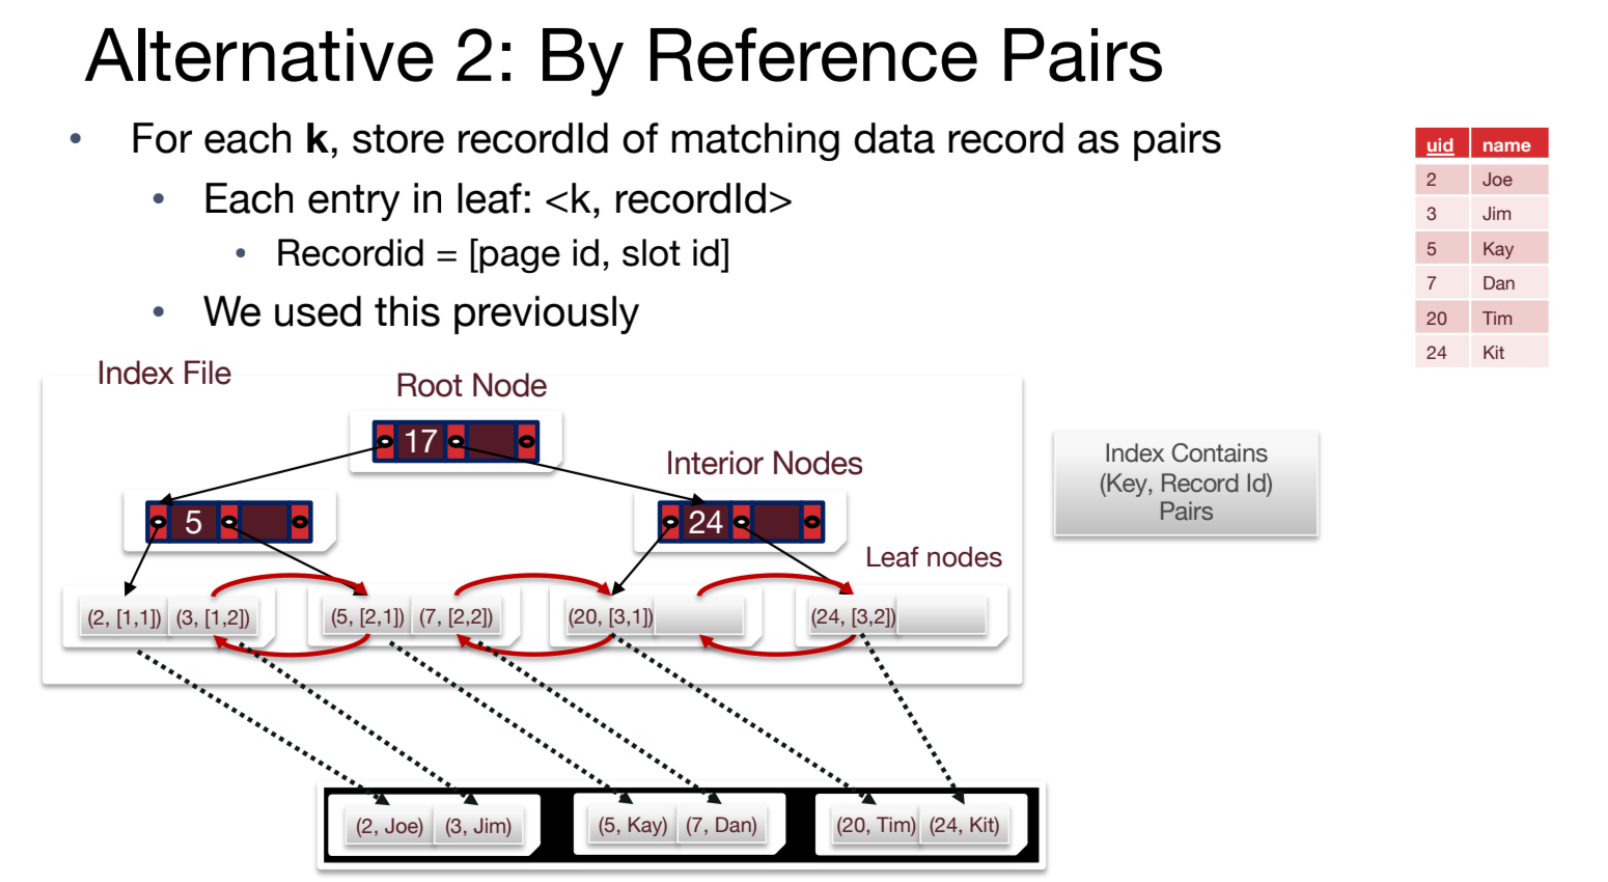 Alternative 2: By Reference Pairs
• For each k, store recordId of matching data record as pairs
• Each entry in leaf: <k, recordId>
• Recordid = [page id, slot id]
• We used this previously
uid name
2 Joe
3 Jim
5 Kay
7 Dan
20 Tim
24 Kit
Index File
Root Node
17
Interior Nodes
5
24
Index Contains
(Key, Record Id)
Pairs
Leaf nodes
(2, [1,1]) (3, [1,2]) (5, [2,1]) (7, [2,2]) (20, [3,1]) (24, [3,2])
(2, Joe) (3, Jim) (5, Kay) (7, Dan) (20, Tim) (24, Kit)